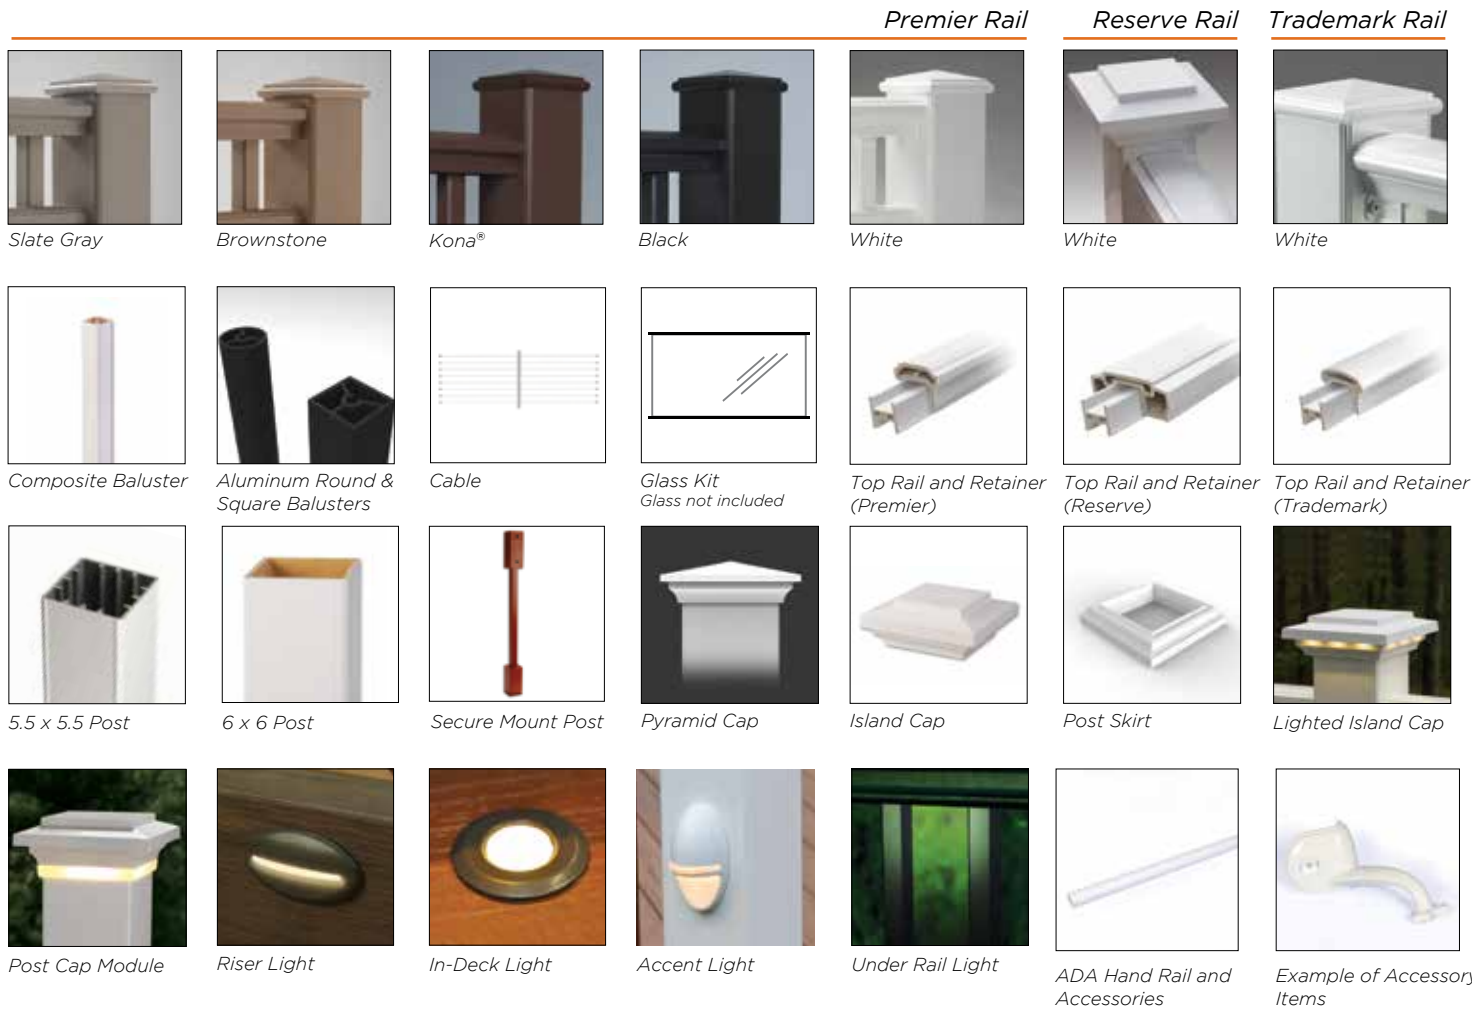 Premier Rail
Reserve Rail
Trademark Rail
Slate Gray
Brownstone
Kona®
Black
White
White
White
Composite Baluster
Aluminum Round &
Square Balusters
Cable
Glass Kit
Glass not included
Top Rail and Retainer
(Premier)
Top Rail and Retainer
(Reserve)
Top Rail and Retainer
(Trademark)
5.5 x 5.5 Post
6 x 6 Post
Secure Mount Post
Pyramid Cap
Island Cap
Post Skirt
Lighted Island Cap
Post Cap Module
Riser Light
In-Deck Light
Accent Light
Under Rail Light
ADA Hand Rail and
Accessories
Example of Accessory
Items